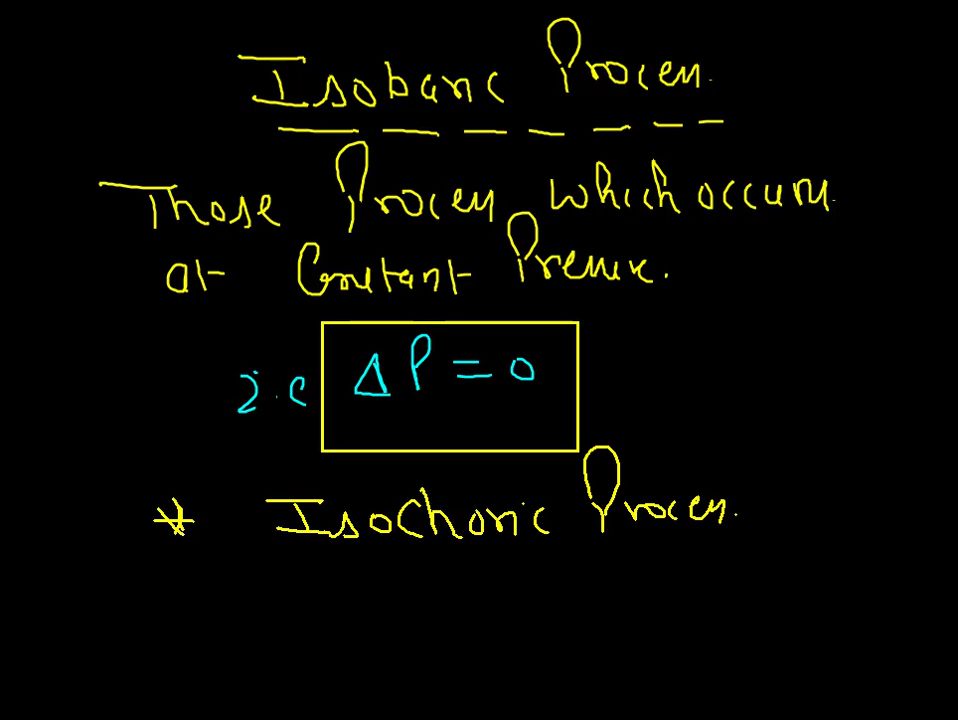 Isobaric Process.
Those Process which occurs
at Constant Pressure.
i.e ΔP = 0
* Isochoric Process.